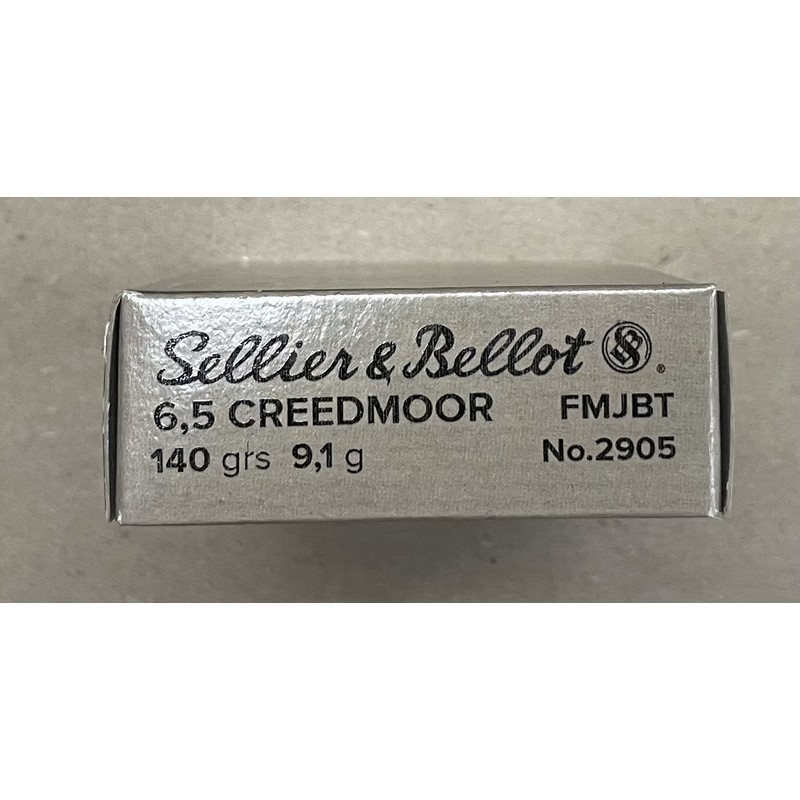 Sellier & Bellot ®
6,5 CREEDMOOR FMJBT
140 grs 9,1 g No.2905